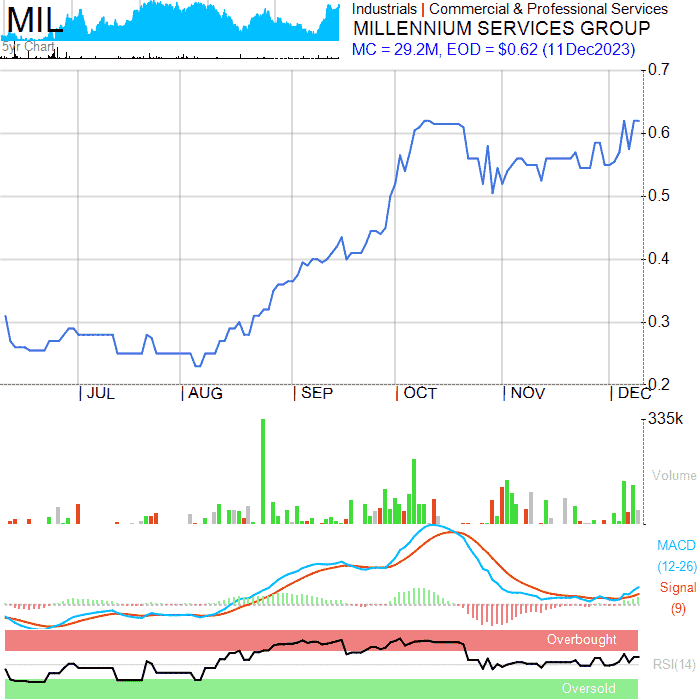 MIL
5yr Chart
Industrials | Commercial & Professional Services
MILLENNIUM SERVICES GROUP
MC = 29.2M, EOD = $0.62 (11Dec2023)
0.7
0.6
0.5
0.4
0.3
0.2
JUL AUG SEP OCT NOV DEC
335k
Volume
MACD
(12-26)
Signal
(9)
Overbought
RSI(14)
Oversold